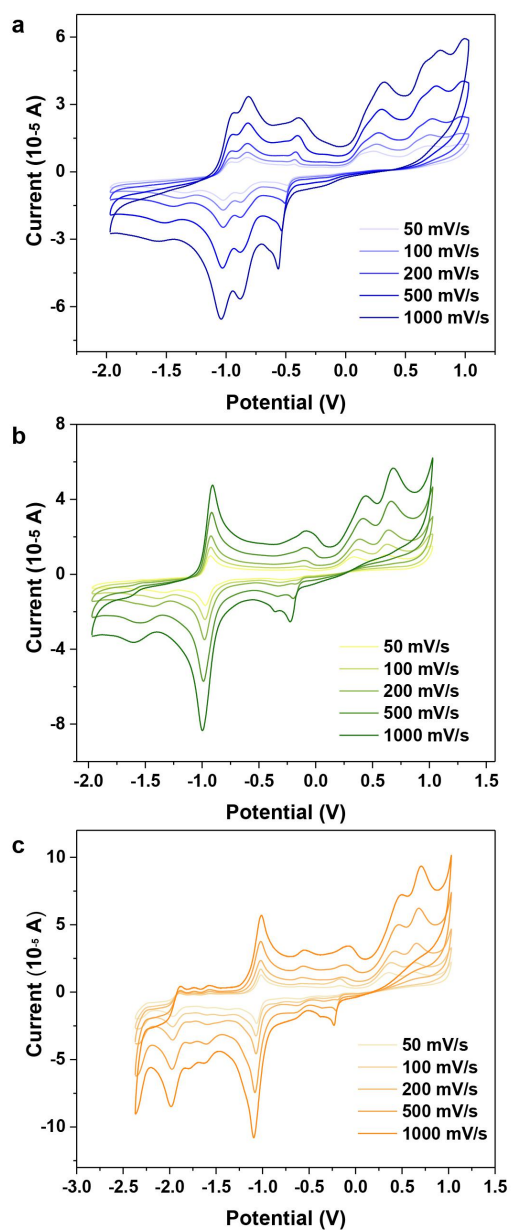 a
6
3
0
-3
-6
Current (10⁻⁵ A)
50 mV/s
100 mV/s
200 mV/s
500 mV/s
1000 mV/s
-2.0 -1.5 -1.0 -0.5 0.0 0.5 1.0
Potential (V)
b
8
4
0
-4
-8
Current (10⁻⁵ A)
50 mV/s
100 mV/s
200 mV/s
500 mV/s
1000 mV/s
-2.0 -1.5 -1.0 -0.5 0.0 0.5 1.0 1.5
Potential (V)
c
10
5
0
-5
-10
Current (10⁻⁵ A)
50 mV/s
100 mV/s
200 mV/s
500 mV/s
1000 mV/s
-3.0 -2.5 -2.0 -1.5 -1.0 -0.5 0.0 0.5 1.0 1.5
Potential (V)